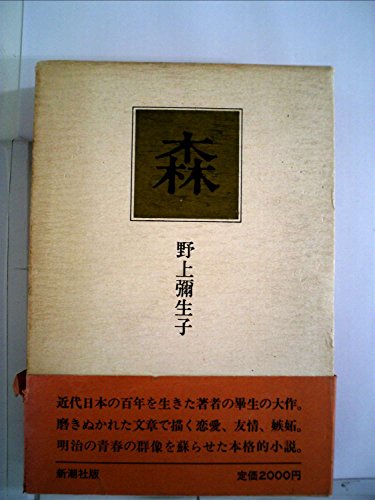 森
野上彌生子
近代日本の百年を生きた著者の畢生の大作。
磨きぬかれた文章で描く恋愛、友情、嫉妬。
明治の青春の群像を蘇らせた本格的小説。
新潮社版
定価2000円